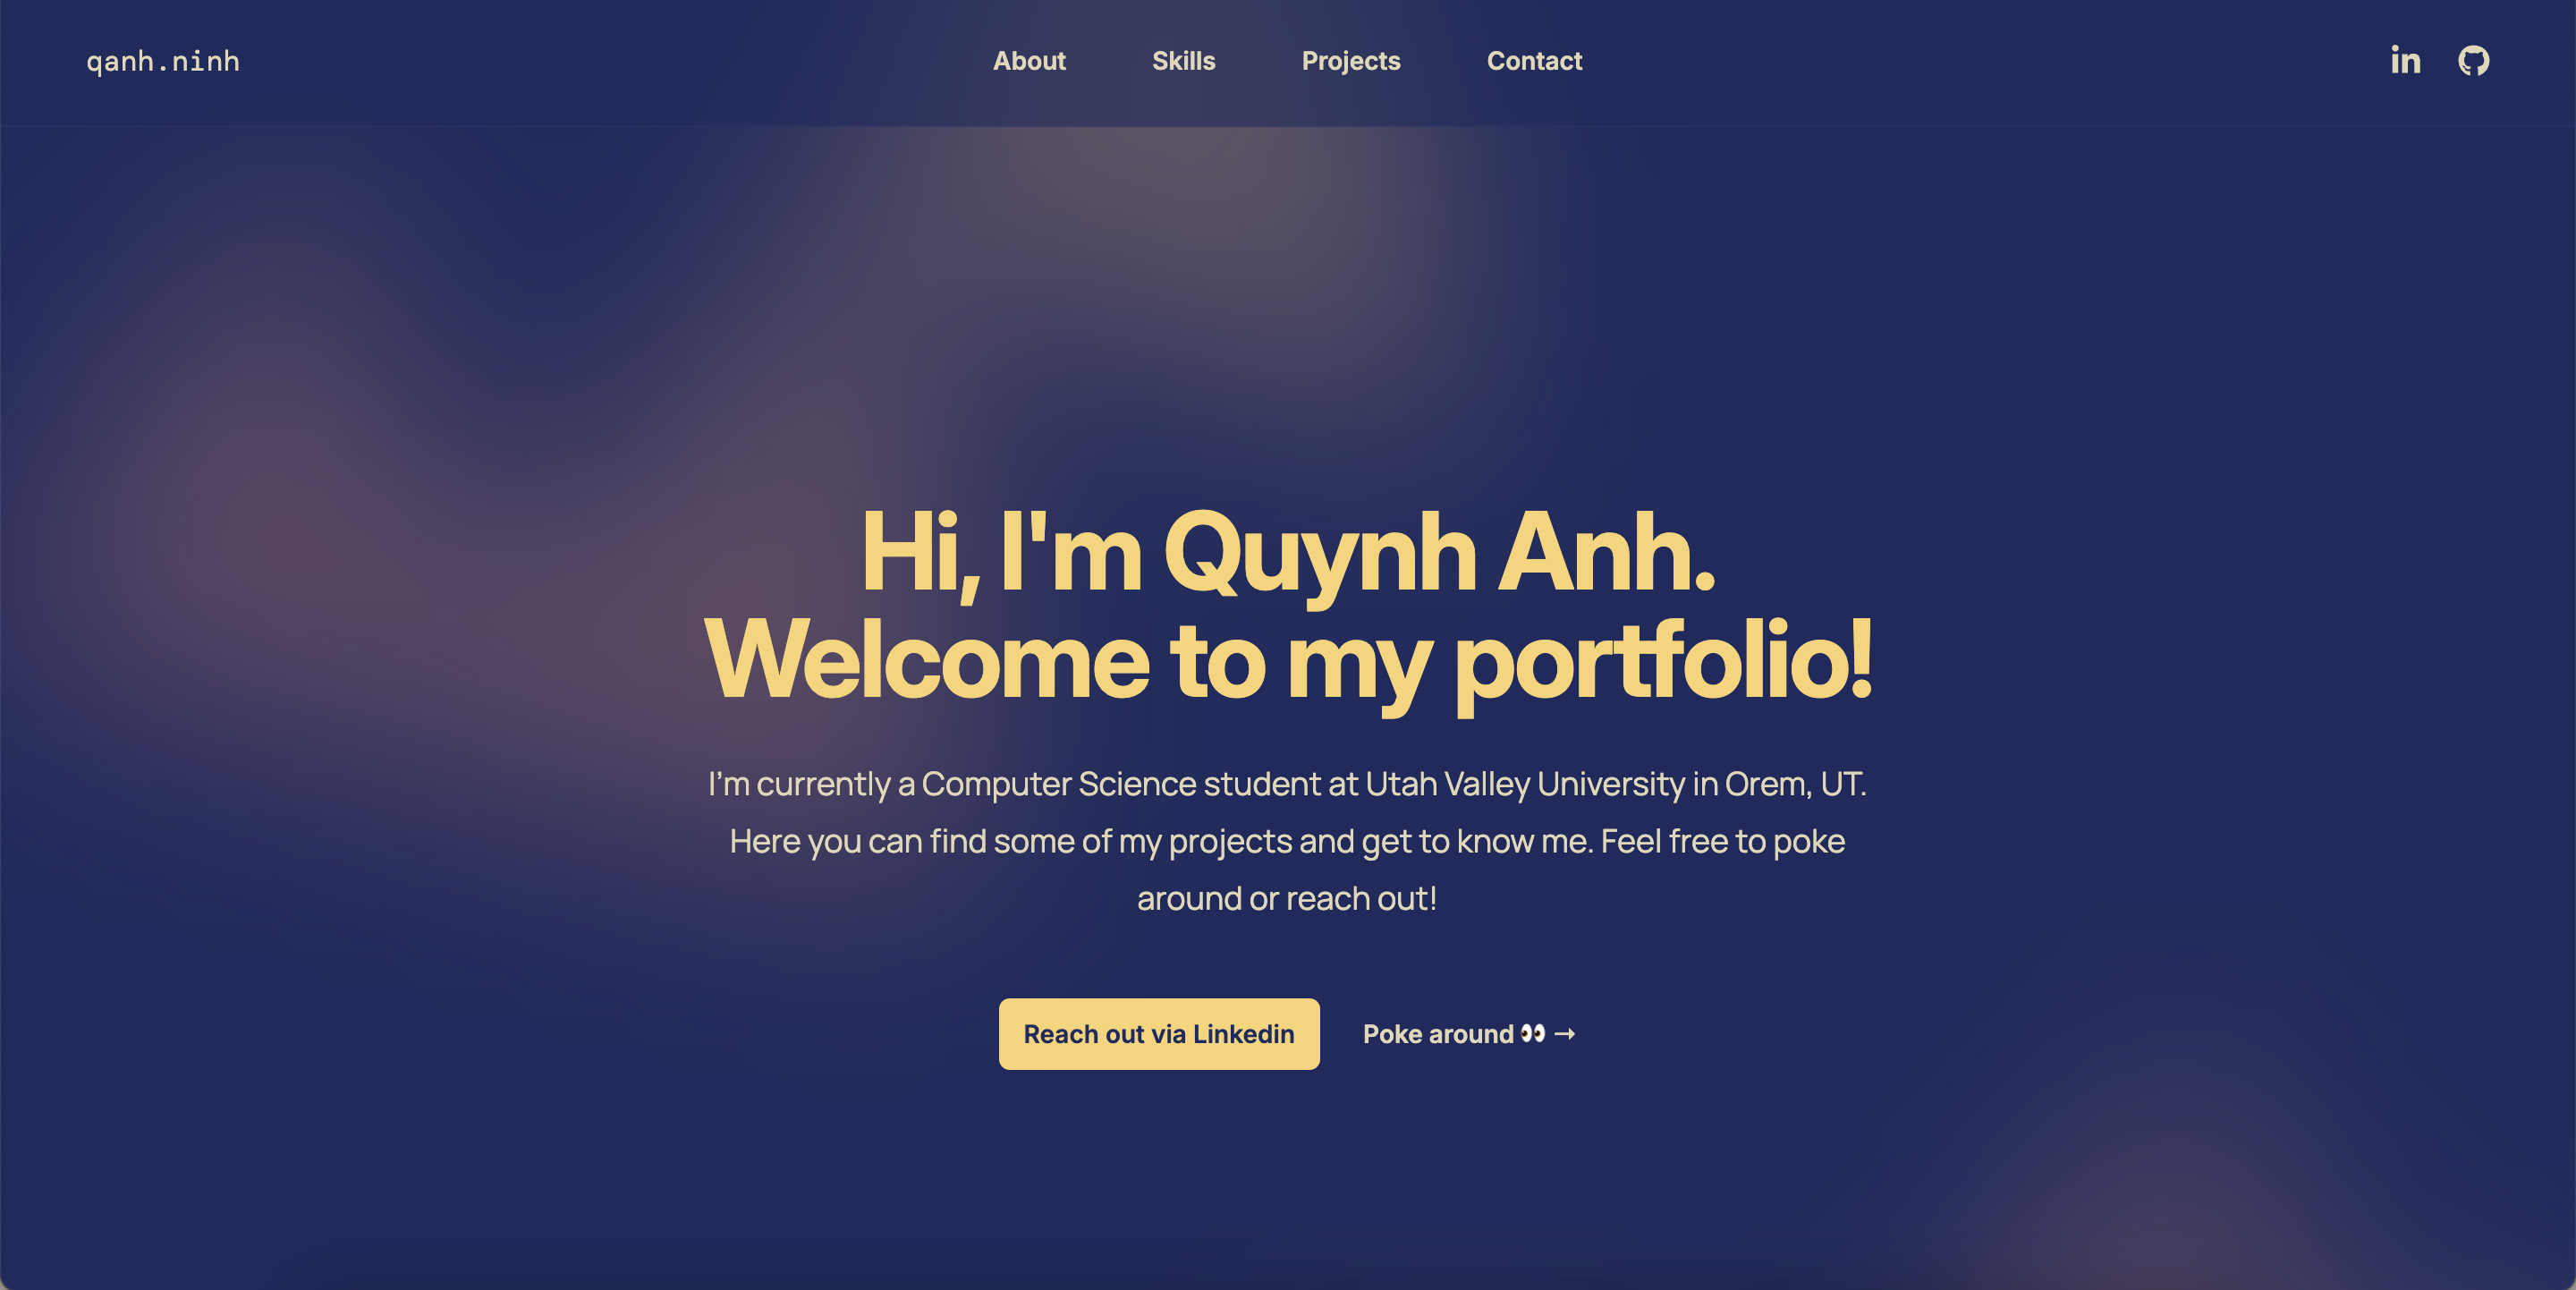 qanh.ninh
About
Skills
Projects
Contact
in
Hi, I'm Quynh Anh.
Welcome to my portfolio!
I’m currently a Computer Science student at Utah Valley University in Orem, UT.
Here you can find some of my projects and get to know me. Feel free to poke
around or reach out!
Reach out via Linkedin
Poke around 👀 →